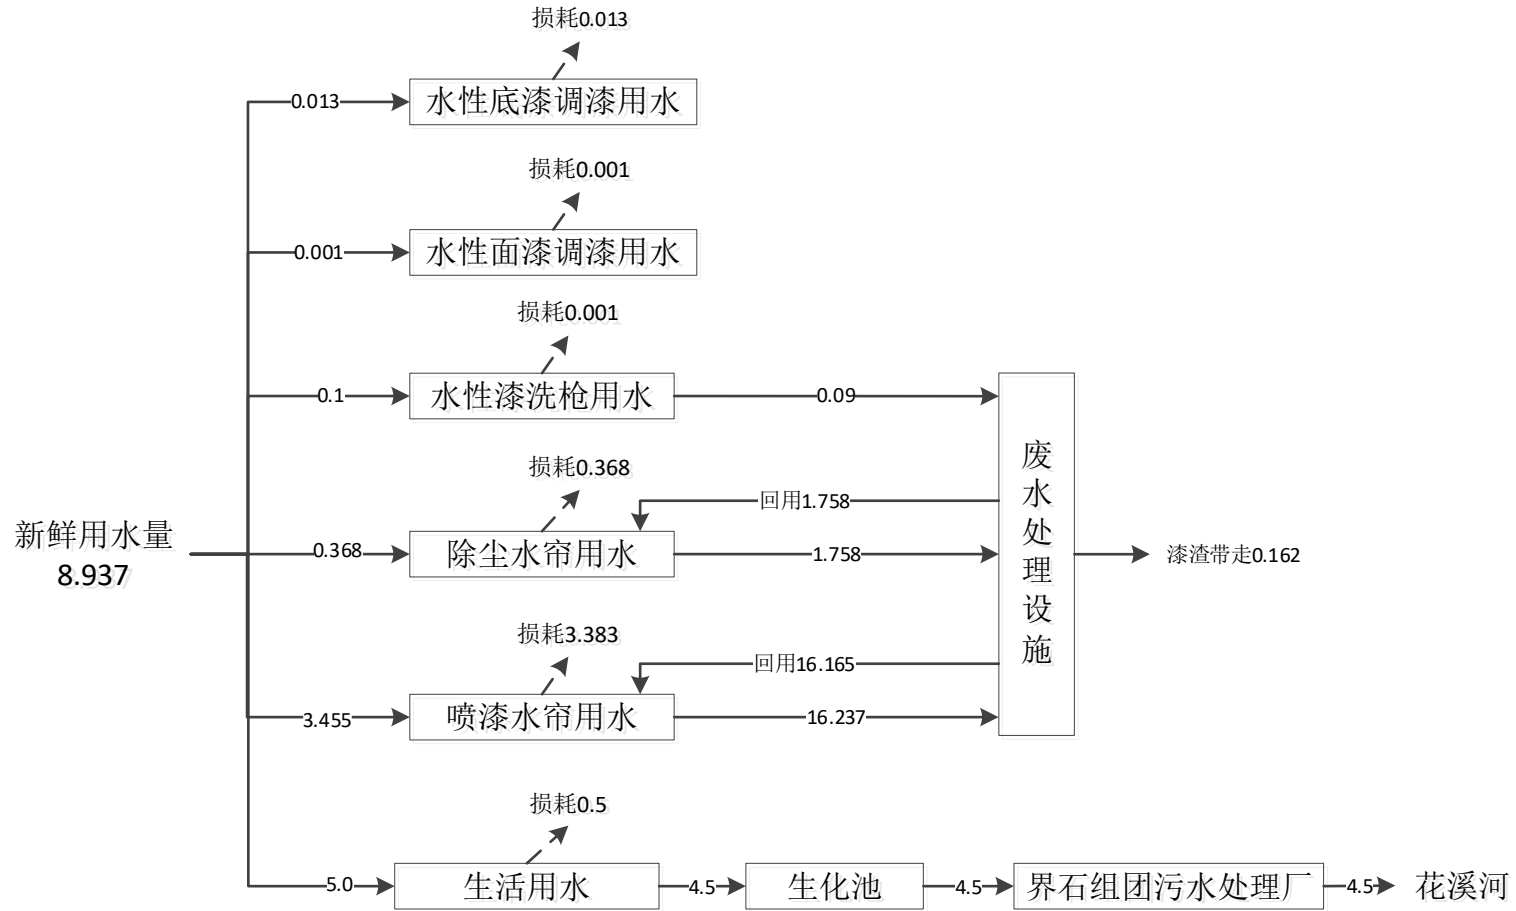 损耗0.013
0.013
水性底漆调漆用水
损耗0.001
0.001
水性面漆调漆用水
损耗0.001
0.1
水性漆洗枪用水
0.09
损耗0.368
回用1.758
新鲜用水量
8.937
0.368
除尘水帘用水
1.758
废水处理设施
漆渣带走0.162
损耗3.383
回用16.165
3.455
喷漆水帘用水
16.237
损耗0.5
5.0
生活用水
4.5
生化池
4.5
界石组团污水处理厂
4.5
花溪河